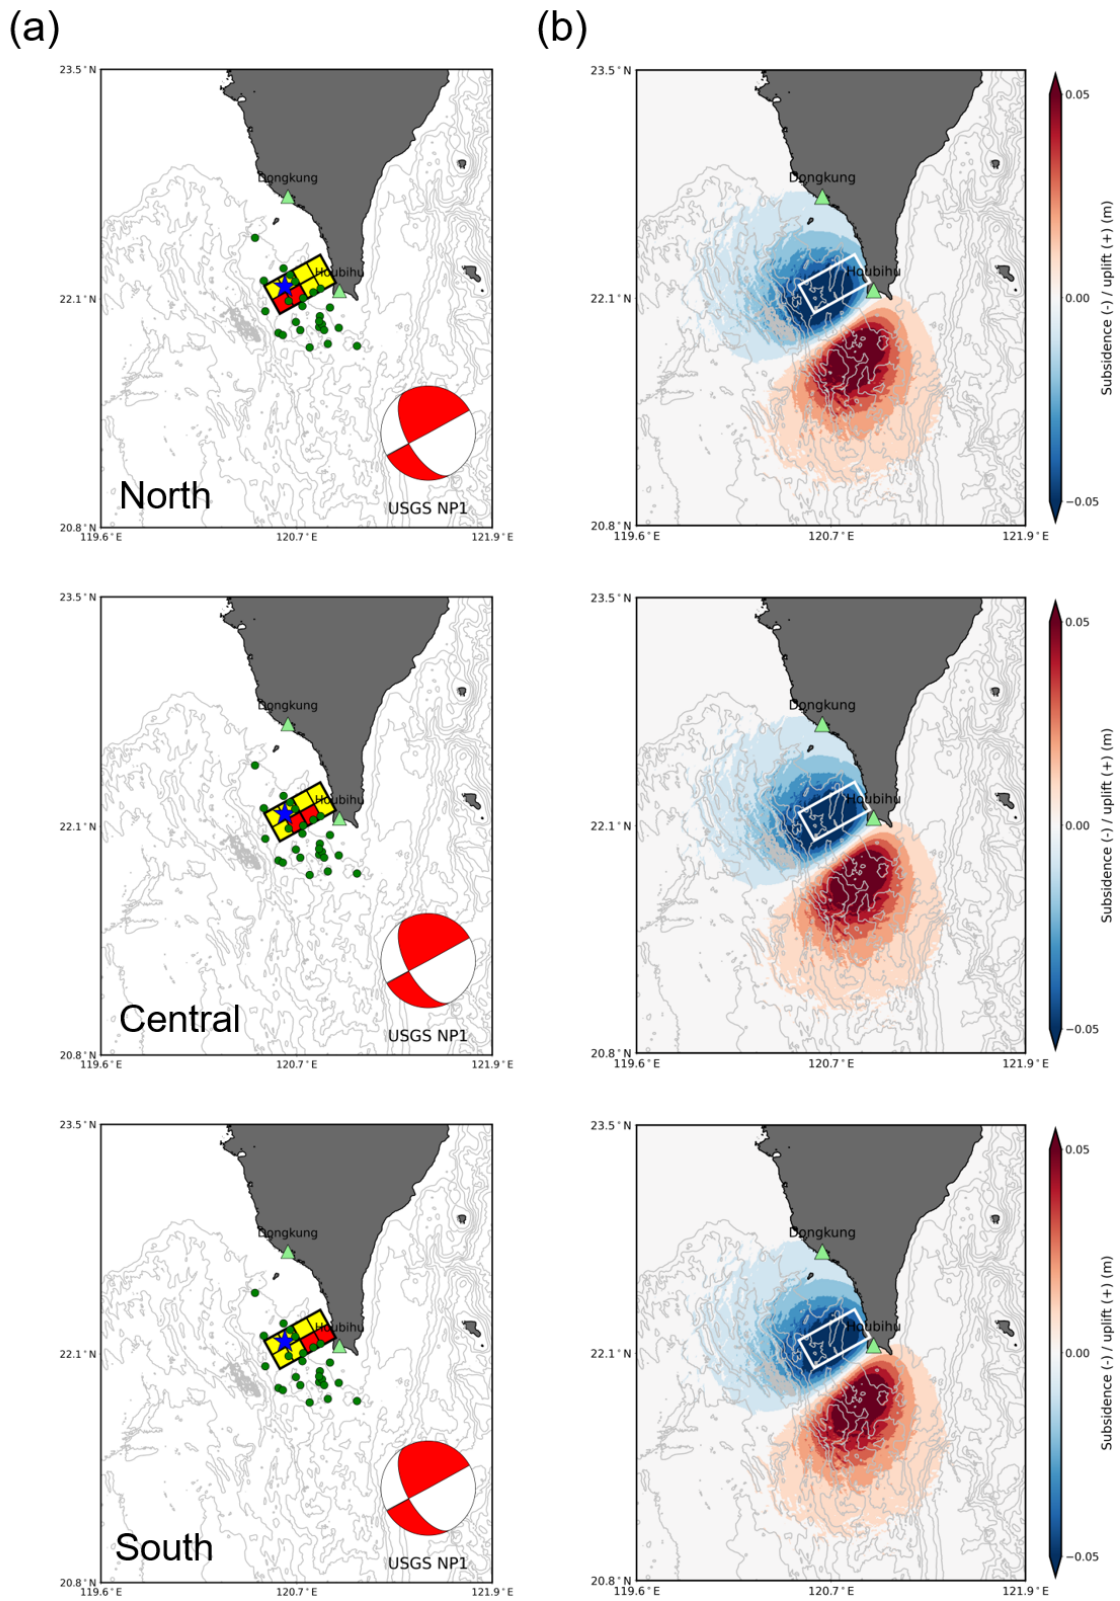 (a)
(b)
23.5°N
Dongkung
Houbihu
22.1°N
North
USGS NP1
20.8°N
119.6°E
120.7°E
121.9°E
23.5°N
Dongkung
Houbihu
22.1°N
20.8°N
119.6°E
120.7°E
121.9°E
0.05
0.00
−0.05
Subsidence (-) / uplift (+) (m)
23.5°N
Dongkung
Houbihu
22.1°N
Central
USGS NP1
20.8°N
119.6°E
120.7°E
121.9°E
23.5°N
Dongkung
Houbihu
22.1°N
20.8°N
119.6°E
120.7°E
121.9°E
0.05
0.00
−0.05
Subsidence (-) / uplift (+) (m)
23.5°N
Dongkung
Houbihu
22.1°N
South
USGS NP1
20.8°N
119.6°E
120.7°E
121.9°E
23.5°N
Dongkung
Houbihu
22.1°N
20.8°N
119.6°E
120.7°E
121.9°E
0.05
0.00
−0.05
Subsidence (-) / uplift (+) (m)